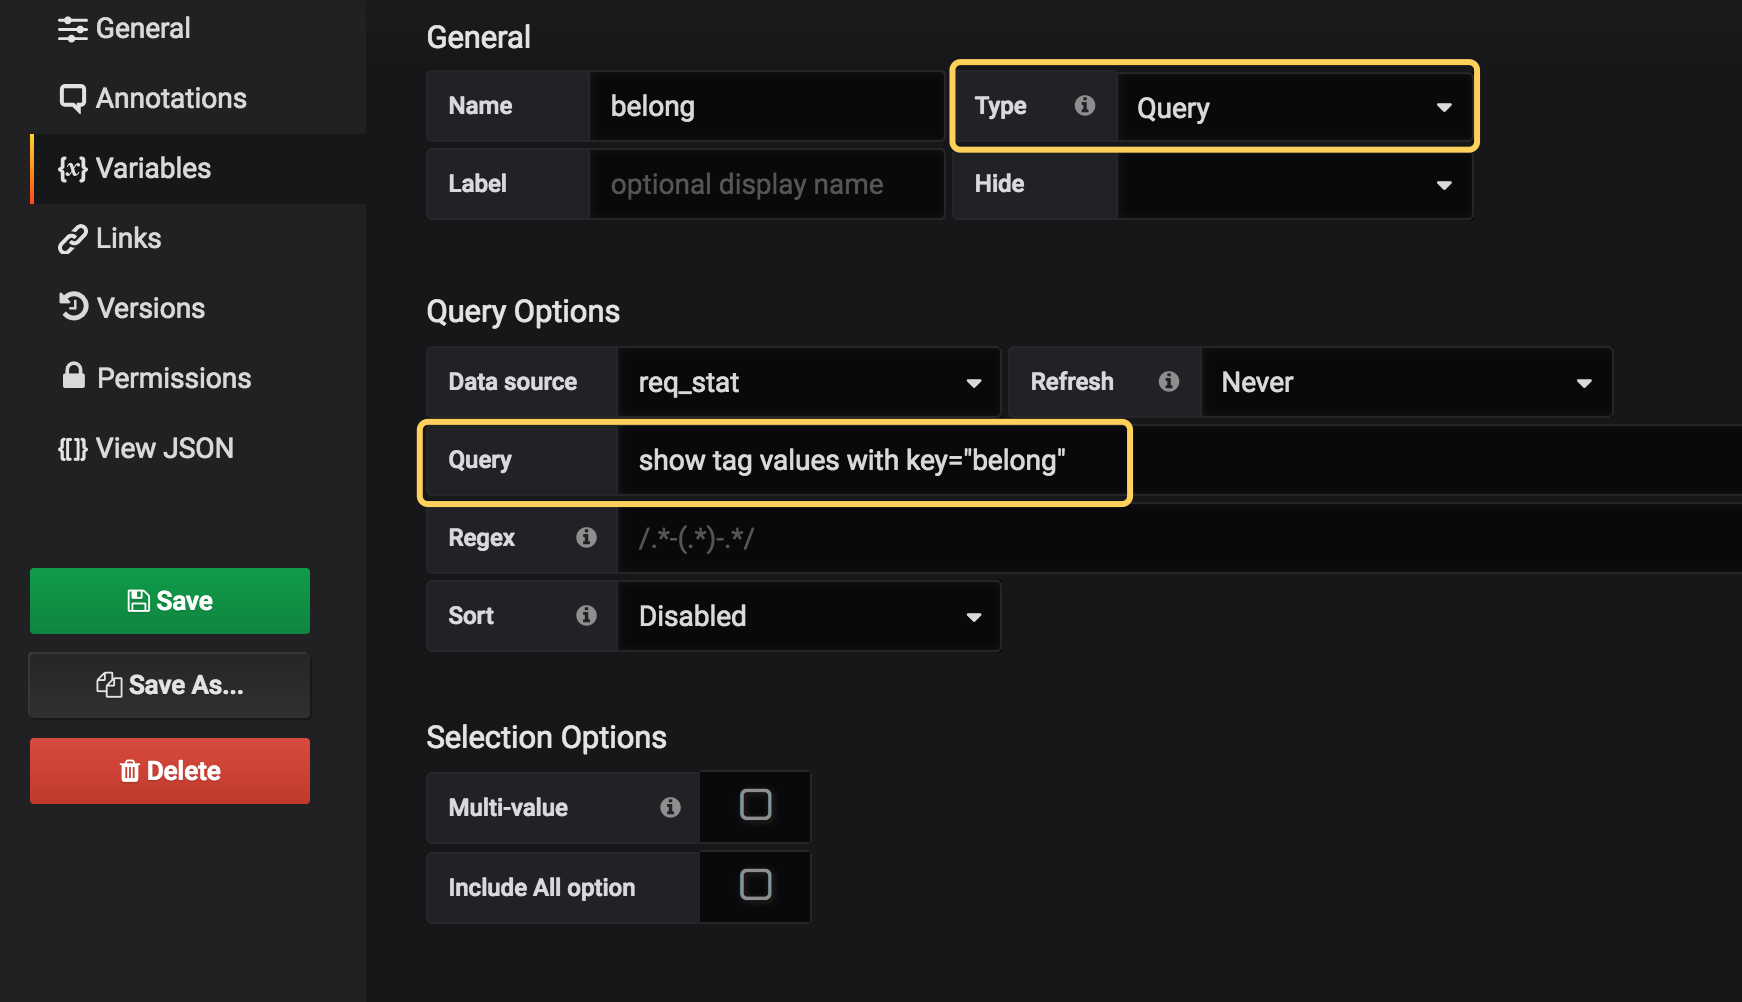 General
Annotations
{x} Variables
Links
Versions
Permissions
{[]} View JSON
Save
Save As...
Delete
General
Name belong Type Query
Label optional display name Hide
Query Options
Data source req_stat Refresh Never
Query show tag values with key="belong"
Regex /.*-(.*)-.*/
Sort Disabled
Selection Options
Multi-value
Include All option